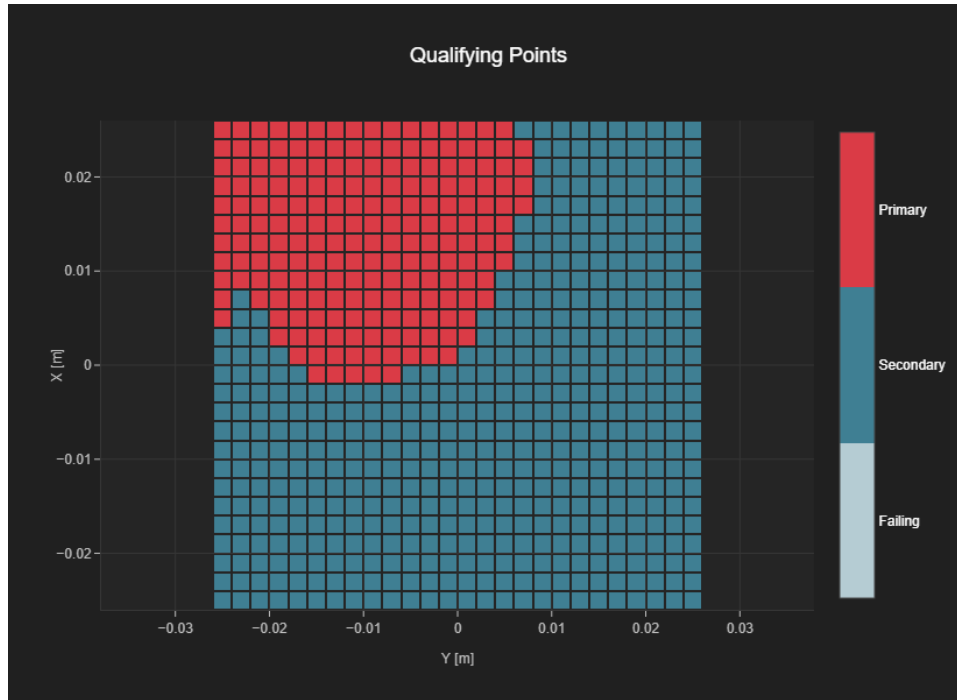 Qualifying Points
0.02
0.01
0
−0.01
−0.02
X [m]
−0.03
−0.02
−0.01
0
0.01
0.02
0.03
Y [m]
Primary
Secondary
Failing